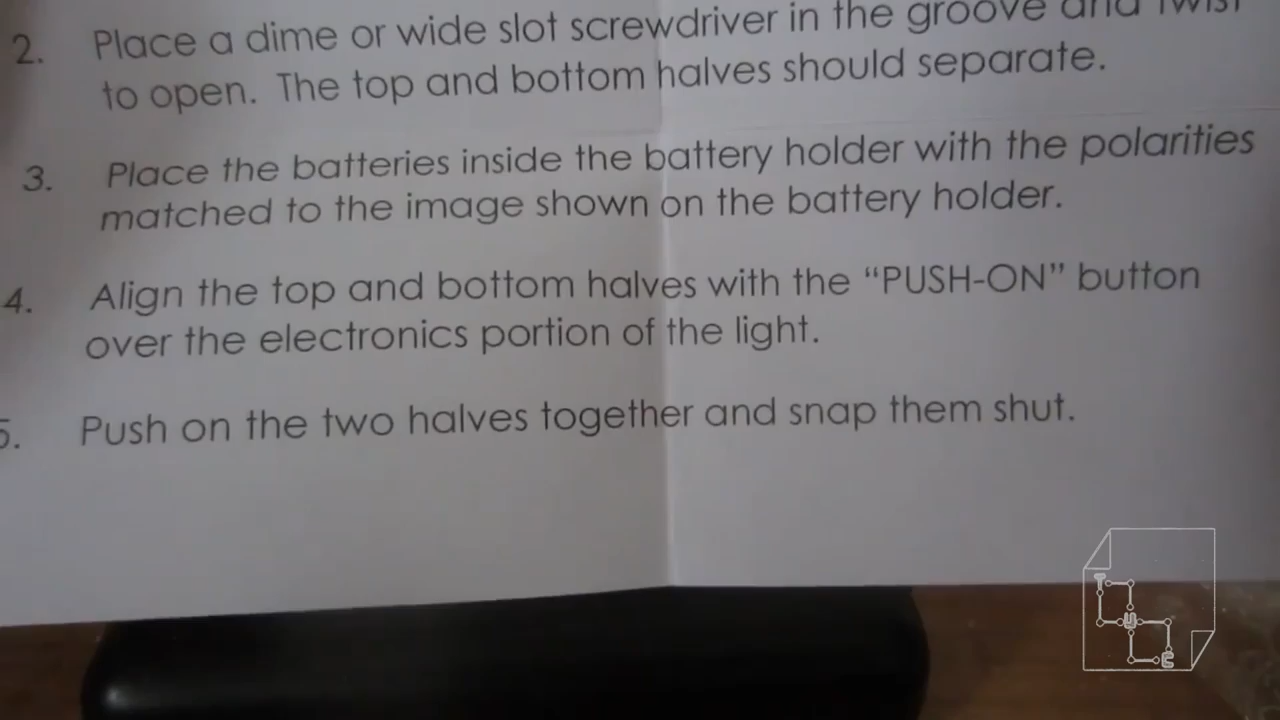 2. Place a dime or wide slot screwdriver in the groove and twist
to open. The top and bottom halves should separate.
3. Place the batteries inside the battery holder with the polarities
matched to the image shown on the battery holder.
4. Align the top and bottom halves with the “PUSH-ON” button
over the electronics portion of the light.
5. Push on the two halves together and snap them shut.
T
U
E